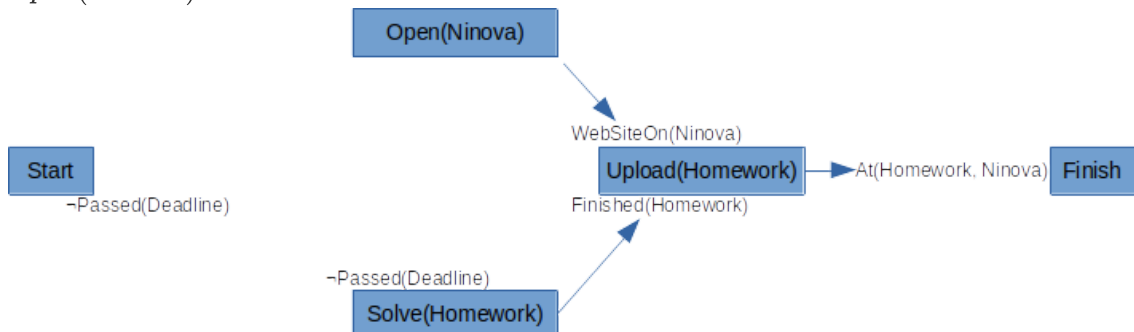 Open(Ninova)
WebSiteOn(Ninova)
Start
Upload(Homework)
At(Homework, Ninova)
Finish
¬Passed(Deadline)
Finished(Homework)
¬Passed(Deadline)
Solve(Homework)